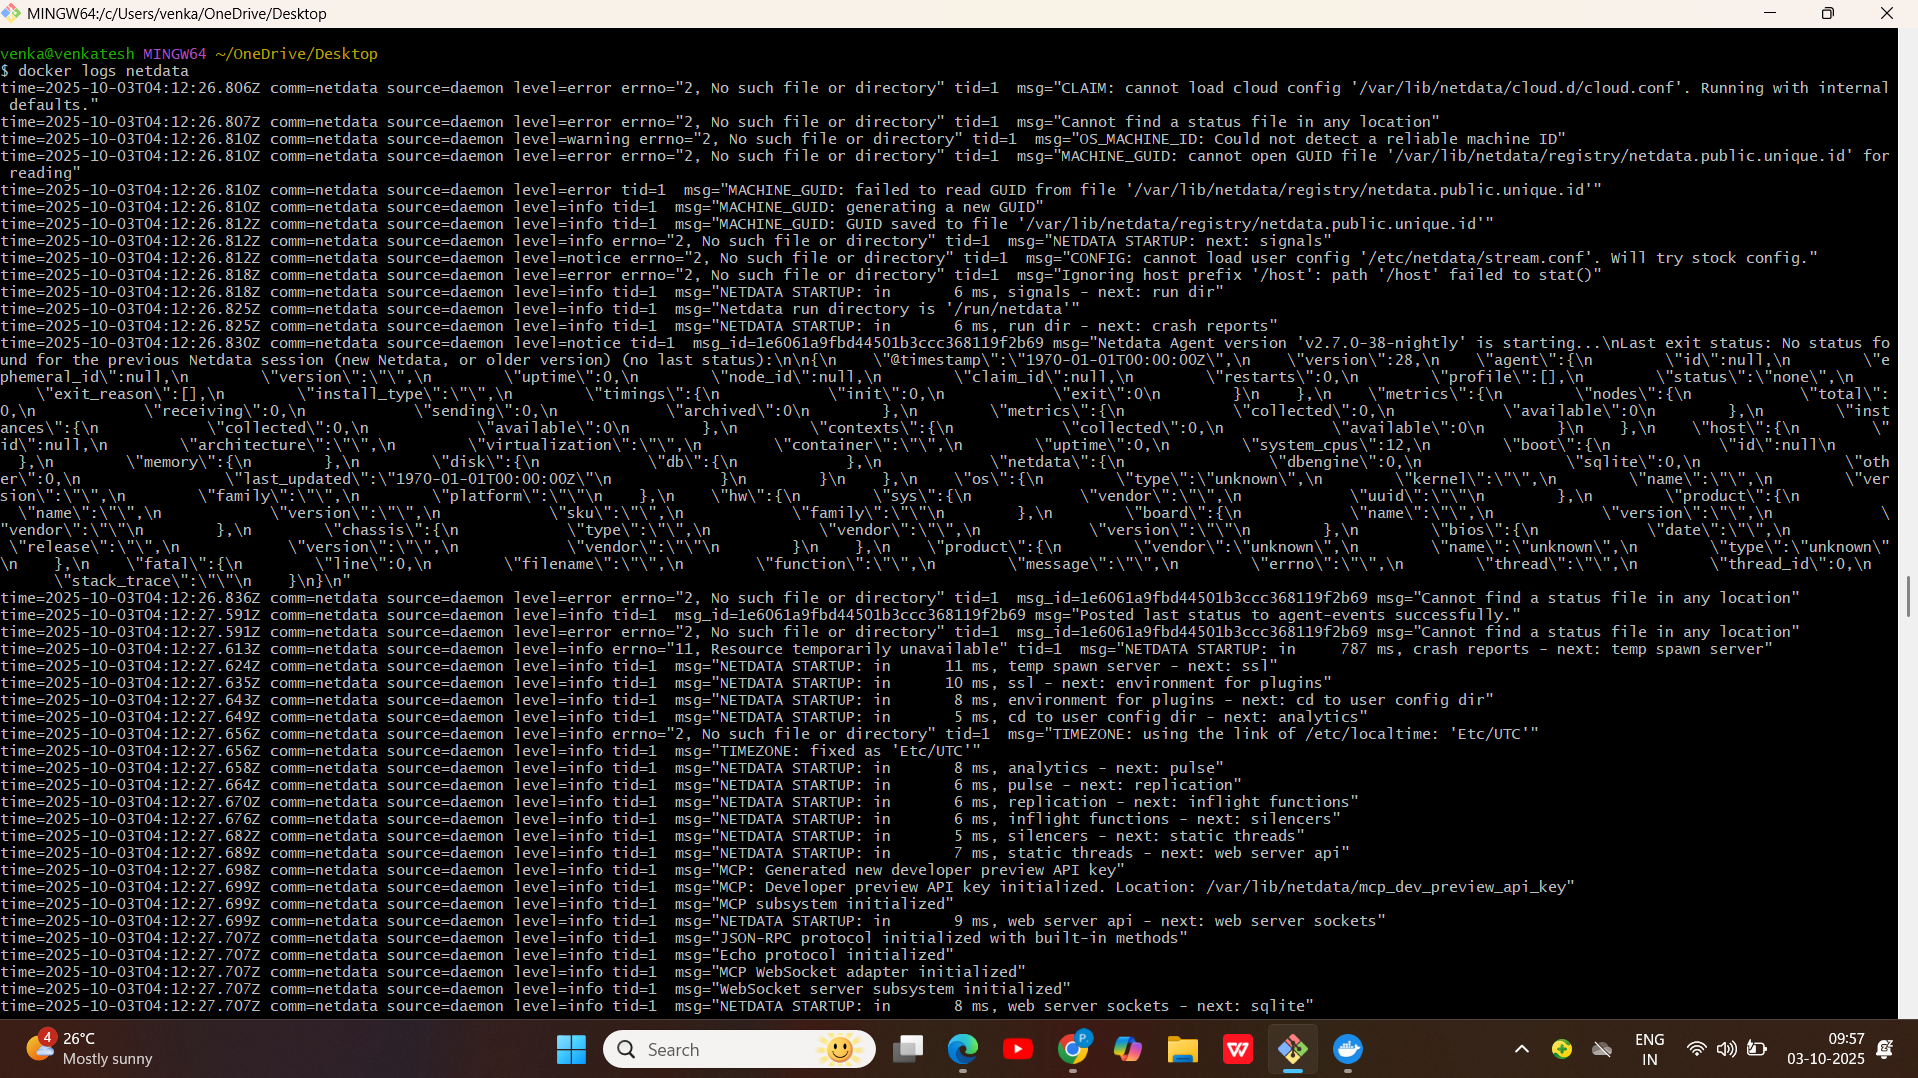 MINGW64:/c/Users/venka/OneDrive/Desktop
venka@venkatesh MINGW64 ~/OneDrive/Desktop
$ docker logs netdata
time=2025-10-03T04:12:26.806Z comm=netdata source=daemon level=error errno="2, No such file or directory" tid=1  msg="CLAIM: cannot load cloud config '/var/lib/netdata/cloud.d/cloud.conf'. Running with internal
 defaults."
time=2025-10-03T04:12:26.807Z comm=netdata source=daemon level=error errno="2, No such file or directory" tid=1  msg="Cannot find a status file in any location"
time=2025-10-03T04:12:26.810Z comm=netdata source=daemon level=warning errno="2, No such file or directory" tid=1  msg="OS_MACHINE_ID: Could not detect a reliable machine ID"
time=2025-10-03T04:12:26.810Z comm=netdata source=daemon level=error errno="2, No such file or directory" tid=1  msg="MACHINE_GUID: cannot open GUID file '/var/lib/netdata/registry/netdata.public.unique.id' for
 reading"
time=2025-10-03T04:12:26.810Z comm=netdata source=daemon level=error tid=1  msg="MACHINE_GUID: failed to read GUID from file '/var/lib/netdata/registry/netdata.public.unique.id'"
time=2025-10-03T04:12:26.810Z comm=netdata source=daemon level=info tid=1  msg="MACHINE_GUID: generating a new GUID"
time=2025-10-03T04:12:26.812Z comm=netdata source=daemon level=info tid=1  msg="MACHINE_GUID: GUID saved to file '/var/lib/netdata/registry/netdata.public.unique.id'"
time=2025-10-03T04:12:26.812Z comm=netdata source=daemon level=info errno="2, No such file or directory" tid=1  msg="NETDATA STARTUP: next: signals"
time=2025-10-03T04:12:26.812Z comm=netdata source=daemon level=notice errno="2, No such file or directory" tid=1  msg="CONFIG: cannot load user config '/etc/netdata/stream.conf'. Will try stock config."
time=2025-10-03T04:12:26.818Z comm=netdata source=daemon level=error errno="2, No such file or directory" tid=1  msg="Ignoring host prefix '/host': path '/host' failed to stat()"
time=2025-10-03T04:12:26.818Z comm=netdata source=daemon level=info tid=1  msg="NETDATA STARTUP: in       6 ms, signals - next: run dir"
time=2025-10-03T04:12:26.825Z comm=netdata source=daemon level=info tid=1  msg="Netdata run directory is '/run/netdata'"
time=2025-10-03T04:12:26.825Z comm=netdata source=daemon level=info tid=1  msg="NETDATA STARTUP: in       6 ms, run dir - next: crash reports"
time=2025-10-03T04:12:26.830Z comm=netdata source=daemon level=notice tid=1  msg_id=1e6061a9fbd44501b3ccc368119f2b69 msg="Netdata Agent version 'v2.7.0-38-nightly' is starting...\nLast exit status: No status fo
und for the previous Netdata session (new Netdata, or older version) (no last status):\n\n{\n    \"@timestamp\":\"1970-01-01T00:00:00Z\",\n    \"version\":28,\n    \"agent\":{\n        \"id\":null,\n        \"e
phemeral_id\":null,\n        \"version\":\"\",\n        \"uptime\":0,\n        \"node_id\":null,\n        \"claim_id\":null,\n        \"restarts\":0,\n        \"profile\":[],\n        \"status\":\"none\",\n
    \"exit_reason\":[],\n        \"install_type\":\"\",\n        \"timings\":{\n            \"init\":0,\n            \"exit\":0\n        }\n    },\n    \"metrics\":{\n        \"nodes\":{\n            \"total\":
0,\n            \"receiving\":0,\n            \"sending\":0,\n            \"archived\":0\n        },\n        \"metrics\":{\n            \"collected\":0,\n            \"available\":0\n        },\n        \"inst
ances\":{\n            \"collected\":0,\n            \"available\":0\n        },\n        \"contexts\":{\n            \"collected\":0,\n            \"available\":0\n        }\n    },\n    \"host\":{\n        \"
id\":null,\n        \"architecture\":\"\",\n        \"virtualization\":\"\",\n        \"container\":\"\",\n        \"uptime\":0,\n        \"system_cpus\":12,\n        \"boot\":{\n            \"id\":null\n
  },\n        \"memory\":{\n        },\n        \"disk\":{\n            \"db\":{\n            },\n            \"netdata\":{\n                \"dbengine\":0,\n                \"sqlite\":0,\n                \"oth
er\":0,\n                \"last_updated\":\"1970-01-01T00:00:00Z\"\n            }\n        }\n    },\n    \"os\":{\n        \"type\":\"unknown\",\n        \"kernel\":\"\",\n        \"name\":\"\",\n        \"ver
sion\":\"\",\n        \"family\":\"\",\n        \"platform\":\"\"\n    },\n    \"hw\":{\n        \"sys\":{\n            \"vendor\":\"\",\n            \"uuid\":\"\"\n        },\n        \"product\":{\n
  \"name\":\"\",\n            \"version\":\"\",\n            \"sku\":\"\",\n            \"family\":\"\"\n        },\n        \"board\":{\n            \"name\":\"\",\n            \"version\":\"\",\n            \
"vendor\":\"\"\n        },\n        \"chassis\":{\n            \"type\":\"\",\n            \"vendor\":\"\",\n            \"version\":\"\"\n        },\n        \"bios\":{\n            \"date\":\"\",\n
 \"release\":\"\",\n            \"version\":\"\",\n            \"vendor\":\"\"\n        }\n    },\n    \"product\":{\n        \"vendor\":\"unknown\",\n        \"name\":\"unknown\",\n        \"type\":\"unknown\"
\n    },\n    \"fatal\":{\n        \"line\":0,\n        \"filename\":\"\",\n        \"function\":\"\",\n        \"message\":\"\",\n        \"errno\":\"\",\n        \"thread\":\"\",\n        \"thread_id\":0,\n
      \"stack_trace\":\"\"\n    }\n}\n"
time=2025-10-03T04:12:26.836Z comm=netdata source=daemon level=error errno="2, No such file or directory" tid=1  msg_id=1e6061a9fbd44501b3ccc368119f2b69 msg="Cannot find a status file in any location"
time=2025-10-03T04:12:27.591Z comm=netdata source=daemon level=info tid=1  msg_id=1e6061a9fbd44501b3ccc368119f2b69 msg="Posted last status to agent-events successfully."
time=2025-10-03T04:12:27.591Z comm=netdata source=daemon level=error errno="2, No such file or directory" tid=1  msg_id=1e6061a9fbd44501b3ccc368119f2b69 msg="Cannot find a status file in any location"
time=2025-10-03T04:12:27.613Z comm=netdata source=daemon level=info errno="11, Resource temporarily unavailable" tid=1  msg="NETDATA STARTUP: in     787 ms, crash reports - next: temp spawn server"
time=2025-10-03T04:12:27.624Z comm=netdata source=daemon level=info tid=1  msg="NETDATA STARTUP: in      11 ms, temp spawn server - next: ssl"
time=2025-10-03T04:12:27.635Z comm=netdata source=daemon level=info tid=1  msg="NETDATA STARTUP: in      10 ms, ssl - next: environment for plugins"
time=2025-10-03T04:12:27.643Z comm=netdata source=daemon level=info tid=1  msg="NETDATA STARTUP: in       8 ms, environment for plugins - next: cd to user config dir"
time=2025-10-03T04:12:27.649Z comm=netdata source=daemon level=info tid=1  msg="NETDATA STARTUP: in       5 ms, cd to user config dir - next: analytics"
time=2025-10-03T04:12:27.656Z comm=netdata source=daemon level=info errno="2, No such file or directory" tid=1  msg="TIMEZONE: using the link of /etc/localtime: 'Etc/UTC'"
time=2025-10-03T04:12:27.656Z comm=netdata source=daemon level=info tid=1  msg="TIMEZONE: fixed as 'Etc/UTC'"
time=2025-10-03T04:12:27.658Z comm=netdata source=daemon level=info tid=1  msg="NETDATA STARTUP: in       8 ms, analytics - next: pulse"
time=2025-10-03T04:12:27.664Z comm=netdata source=daemon level=info tid=1  msg="NETDATA STARTUP: in       6 ms, pulse - next: replication"
time=2025-10-03T04:12:27.670Z comm=netdata source=daemon level=info tid=1  msg="NETDATA STARTUP: in       6 ms, replication - next: inflight functions"
time=2025-10-03T04:12:27.676Z comm=netdata source=daemon level=info tid=1  msg="NETDATA STARTUP: in       6 ms, inflight functions - next: silencers"
time=2025-10-03T04:12:27.682Z comm=netdata source=daemon level=info tid=1  msg="NETDATA STARTUP: in       5 ms, silencers - next: static threads"
time=2025-10-03T04:12:27.689Z comm=netdata source=daemon level=info tid=1  msg="NETDATA STARTUP: in       7 ms, static threads - next: web server api"
time=2025-10-03T04:12:27.698Z comm=netdata source=daemon level=info tid=1  msg="MCP: Generated new developer preview API key"
time=2025-10-03T04:12:27.699Z comm=netdata source=daemon level=info tid=1  msg="MCP: Developer preview API key initialized. Location: /var/lib/netdata/mcp_dev_preview_api_key"
time=2025-10-03T04:12:27.699Z comm=netdata source=daemon level=info tid=1  msg="MCP subsystem initialized"
time=2025-10-03T04:12:27.699Z comm=netdata source=daemon level=info tid=1  msg="NETDATA STARTUP: in       9 ms, web server api - next: web server sockets"
time=2025-10-03T04:12:27.707Z comm=netdata source=daemon level=info tid=1  msg="JSON-RPC protocol initialized with built-in methods"
time=2025-10-03T04:12:27.707Z comm=netdata source=daemon level=info tid=1  msg="Echo protocol initialized"
time=2025-10-03T04:12:27.707Z comm=netdata source=daemon level=info tid=1  msg="MCP WebSocket adapter initialized"
time=2025-10-03T04:12:27.707Z comm=netdata source=daemon level=info tid=1  msg="WebSocket server subsystem initialized"
time=2025-10-03T04:12:27.707Z comm=netdata source=daemon level=info tid=1  msg="NETDATA STARTUP: in       8 ms, web server sockets - next: sqlite"
4
26°C
Mostly sunny
Search
P
W
ENG
IN
09:57
03-10-2025